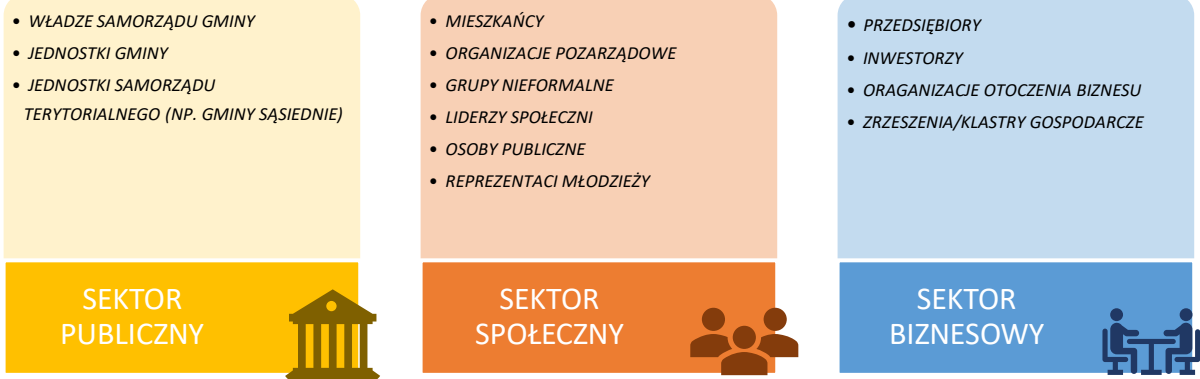 • WŁADZE SAMORZĄDU GMINY
• JEDNOSTKI GMINY
• JEDNOSTKI SAMORZĄDU
TERYTORIALNEGO (NP. GMINY SĄSIEDNIE)
SEKTOR
PUBLICZNY
• MIESZKAŃCY
• ORGANIZACJE POZARZĄDOWE
• GRUPY NIEFORMALNE
• LIDERZY SPOŁECZNI
• OSOBY PUBLICZNE
• REPREZENTACI MŁODZIEŻY
SEKTOR
SPOŁECZNY
• PRZEDSIĘBIORY
• INWESTORZY
• ORAGANIZACJE OTOCZENIA BIZNESU
• ZRZESZENIA/KLASTRY GOSPODARCZE
SEKTOR
BIZNESOWY